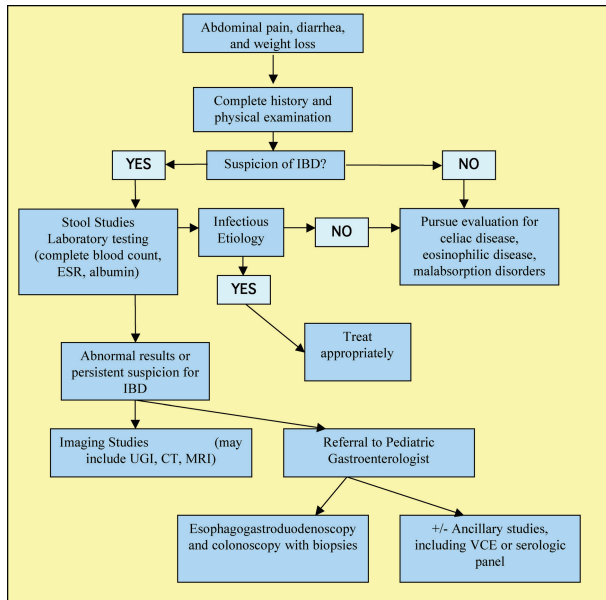 Abdominal pain, diarrhea,
and weight loss
Complete history and
physical examination
YES
Suspicion of IBD?
NO
Stool Studies
Laboratory testing
(complete blood count,
ESR, albumin)
Infectious
Etiology
NO
Pursue evaluation for
celiac disease,
eosinophilic disease,
malabsorption disorders
YES
Treat
appropriately
Abnormal results or
persistent suspicion for
IBD
Imaging Studies (may
include UGI, CT, MRI)
Referral to Pediatric
Gastroenterologist
Esophagogastroduodenoscopy
and colonoscopy with biopsies
+/- Ancillary studies,
including VCE or serologic
panel